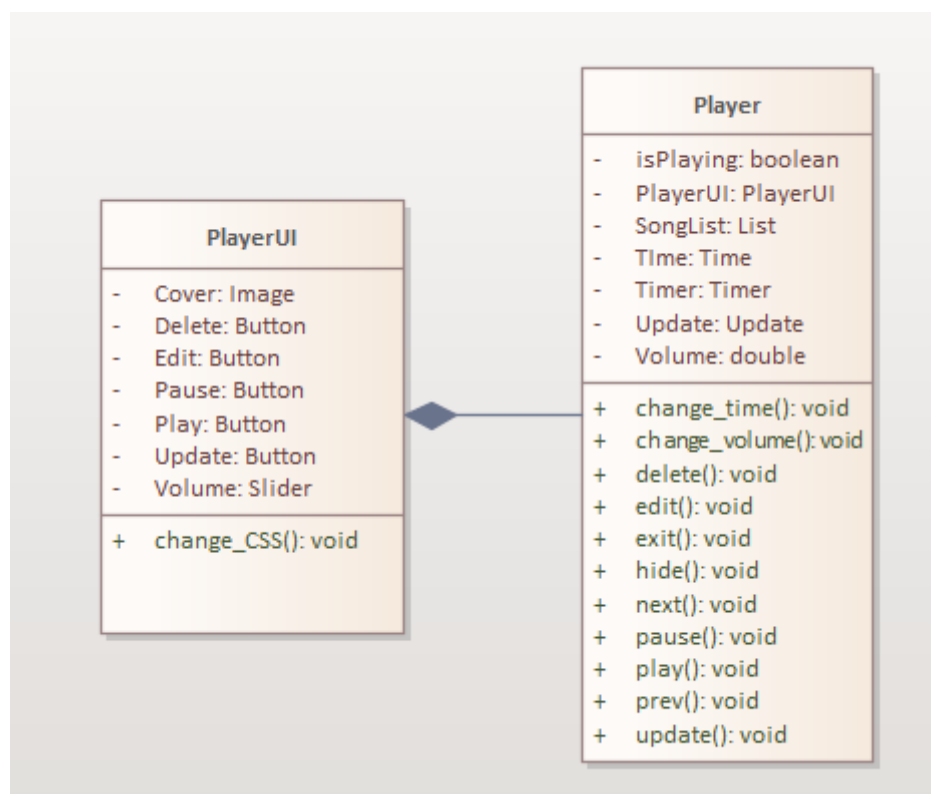 PlayerUI
- Cover: Image
- Delete: Button
- Edit: Button
- Pause: Button
- Play: Button
- Update: Button
- Volume: Slider
+ change_CSS(): void
Player
- isPlaying: boolean
- PlayerUI: PlayerUI
- SongList: List
- TIme: Time
- Timer: Timer
- Update: Update
- Volume: double
+ change_time(): void
+ change_volume(): void
+ delete(): void
+ edit(): void
+ exit(): void
+ hide(): void
+ next(): void
+ pause(): void
+ play(): void
+ prev(): void
+ update(): void